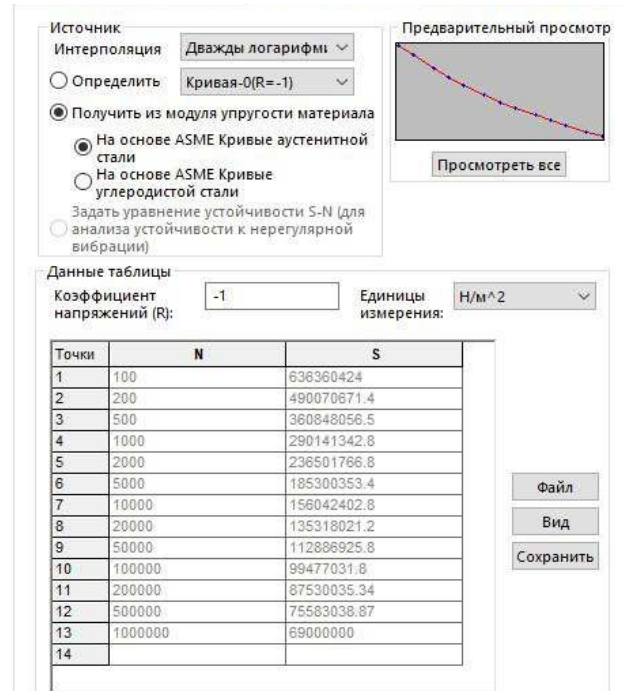 Источник
Интерполяция Дважды логарифми
Определить Кривая-0(R=-1)
Получить из модуля упругости материала
На основе ASME Кривые аустенитной
стали
На основе ASME Кривые
углеродистой стали
Задать уравнение устойчивости S-N (для
анализа устойчивости к нерегулярной
вибрации)
Предварительный просмотр
Просмотреть все
Данные таблицы
Коэффициент
напряжений (R):
-1
Единицы
измерения:
Н/м^2
Точки N S
1 100 636360424
2 200 490070671.4
3 500 360848056.5
4 1000 290141342.8
5 2000 236501766.8
6 5000 185300353.4
7 10000 156042402.8
8 20000 135318021.2
9 50000 112886925.8
10 100000 99477031.8
11 200000 87530035.34
12 500000 75583038.87
13 1000000 69000000
14
Файл
Вид
Сохранить